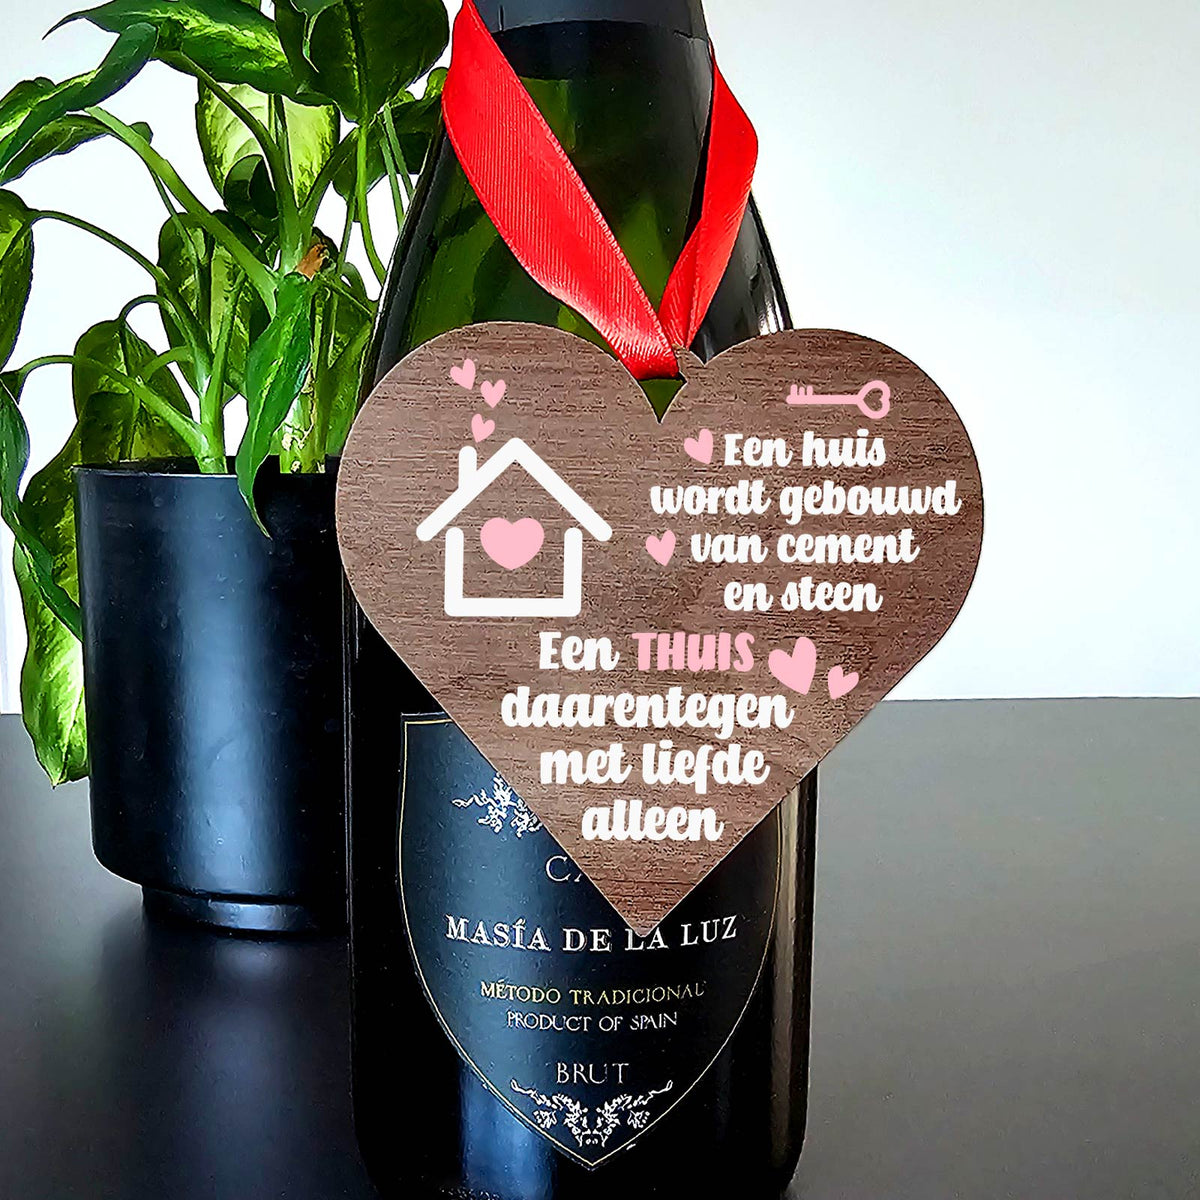 Een huis
wordt gebouwd
van cement
en steen
Een THUIS
daarentegen
met liefde
alleen
MASÍA DE LA LUZ
MÉTODO TRADICIONAL
PRODUCT OF SPAIN
BRUT